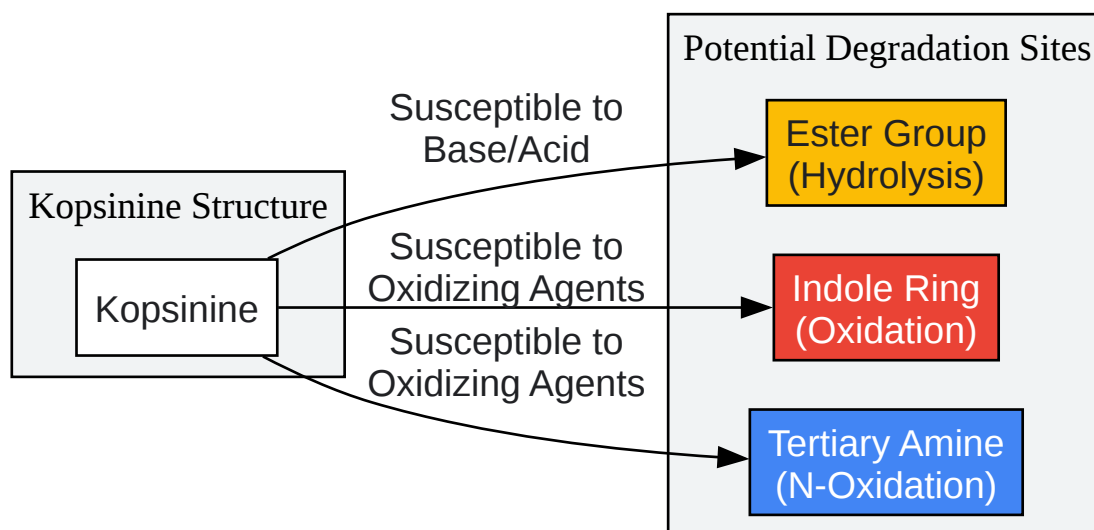 Kopsinine Structure
Kopsinine
Susceptible to
Base/Acid
Susceptible to
Oxidizing Agents
Susceptible to
Oxidizing Agents
Potential Degradation Sites
Ester Group
(Hydrolysis)
Indole Ring
(Oxidation)
Tertiary Amine
(N-Oxidation)